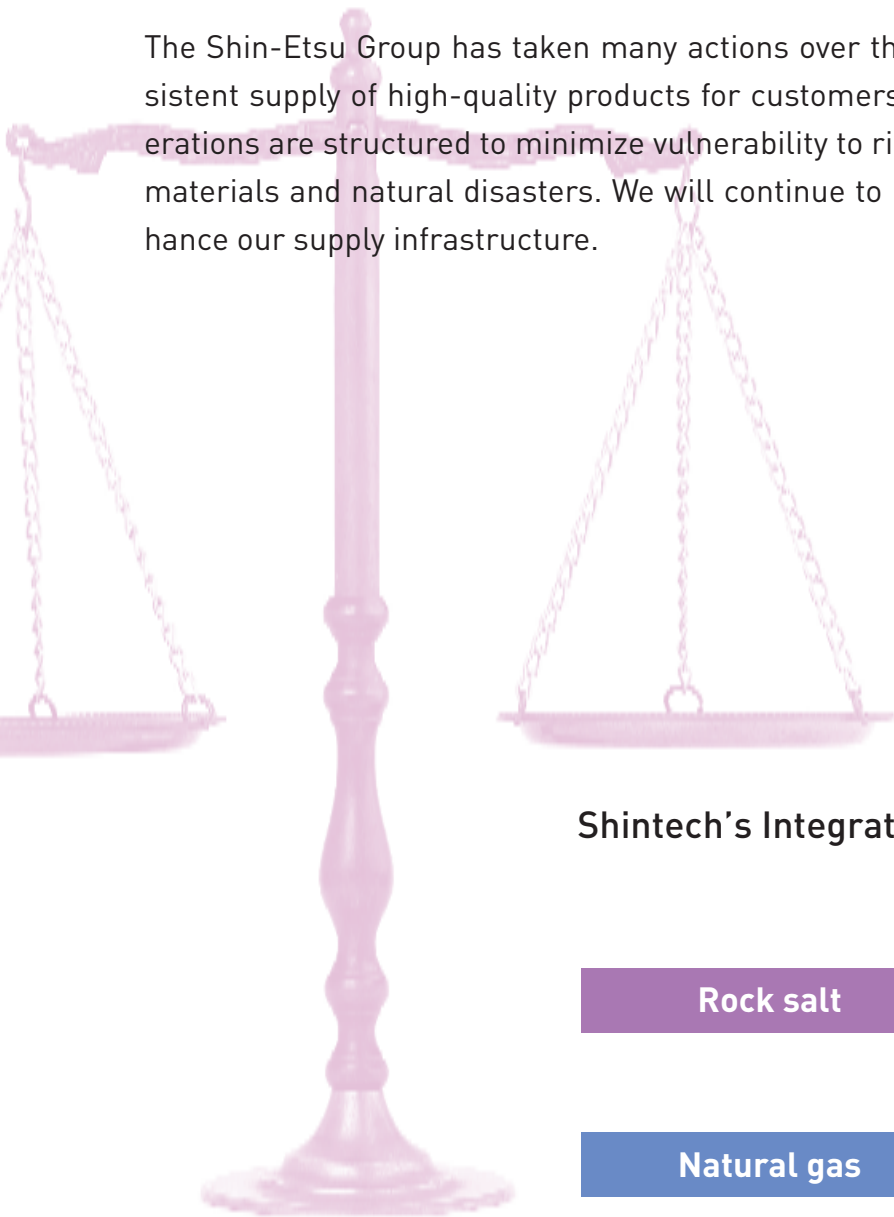 The Shin-Etsu Group has taken many actions over th
sistent supply of high-quality products for customers
erations are structured to minimize vulnerability to ri
materials and natural disasters. We will continue to
hance our supply infrastructure.
Shintech's Integrat
Rock salt
Natural gas